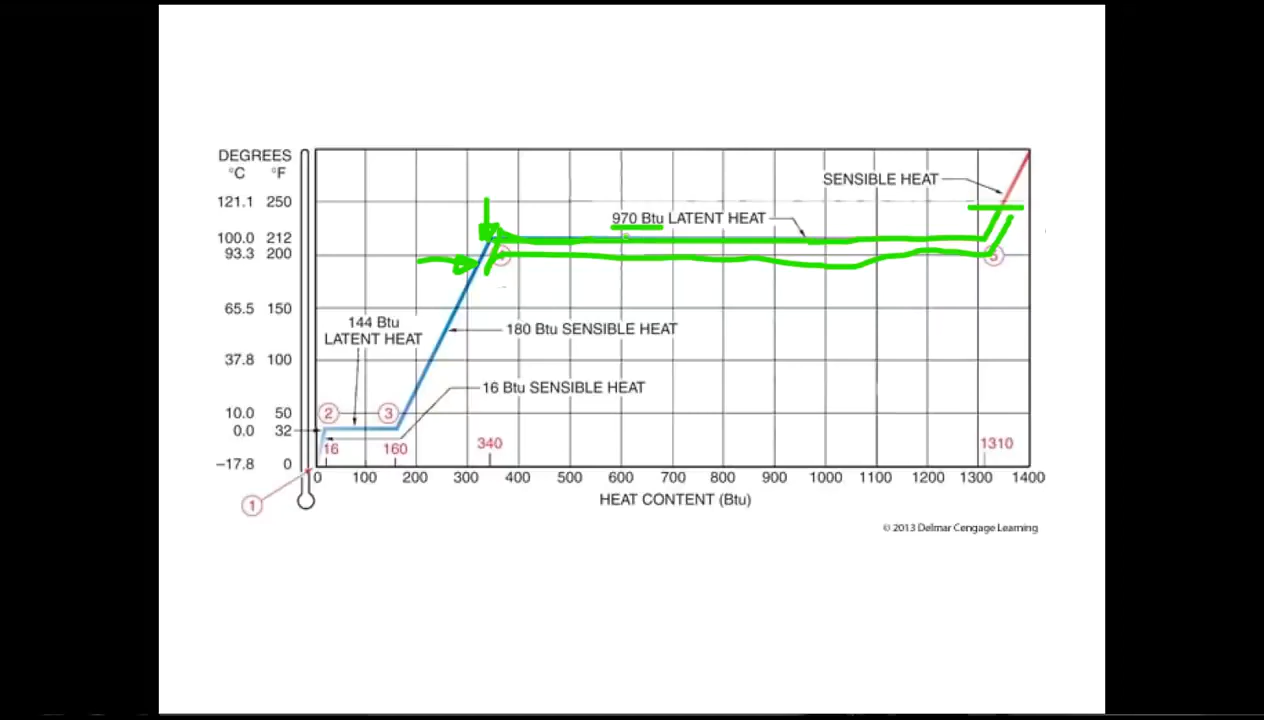 DEGREES
°C °F
SENSIBLE HEAT
121.1 250
970 Btu LATENT HEAT
100.0 212
93.3 200
5
65.5 150
144 Btu
LATENT HEAT
180 Btu SENSIBLE HEAT
37.8 100
16 Btu SENSIBLE HEAT
10.0 50
2 3
0.0 32
16 160 340 1310
–17.8 0
0 100 200 300 400 500 600 700 800 900 1000 1100 1200 1300 1400
1
HEAT CONTENT (Btu)
© 2013 Delmar Cengage Learning